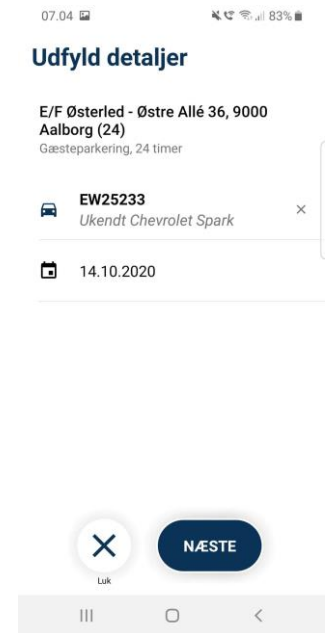 07.04 83%
Udfyld detaljer
E/F Østerled - Østre Allé 36, 9000
Aalborg (24)
Gæsteparkering, 24 timer
EW25233
Ukendt Chevrolet Spark
14.10.2020
NÆSTE
Luk